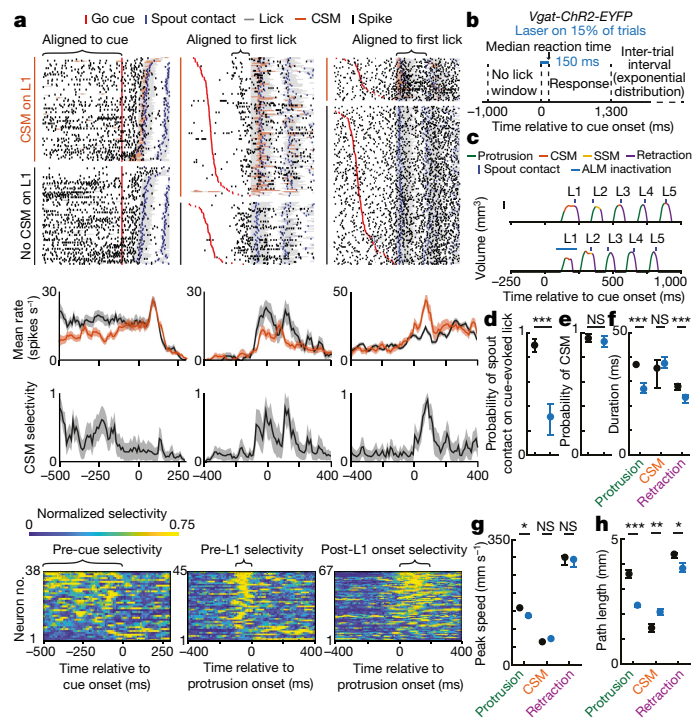 Go cue
Spout contact
Lick
CSM
Spike
a
Aligned to cue
Aligned to first lick
Aligned to first lick
CSM on L1
No CSM on L1
Mean rate
(spikes s⁻¹)
30
0
30
0
50
0
CSM selectivity
1
0
1
0
1
0
–500
–250
0
250
–400
0
400
–400
0
400
Normalized selectivity
0
0.75
Pre-cue selectivity
Pre-L1 selectivity
Post-L1 onset selectivity
Neuron no.
38
1
45
1
67
1
–500
0
–400
0
400
–400
0
400
Time relative to
cue onset (ms)
Time relative to
protrusion onset (ms)
Time relative to
protrusion onset (ms)
b
Vgat-ChR2-EYFP
Laser on 15% of trials
Median reaction time
150 ms
No lick
window
Response
Inter-trial
interval
(exponential
distribution)
–1,000
0
1,300
Time relative to cue onset (ms)
c
Protrusion
CSM
SSM
Retraction
Spout contact
ALM inactivation
Volume (mm³)
L1
L2
L3
L4
L5
L1
L2
L3
L4
L5
–250
0
500
1,000
Time relative to cue onset (ms)
d
***
Probability of spout
contact on cue-evoked lick
1
0
e
NS
Probability of CSM
1
0
f
***
NS
***
Duration (ms)
50
0
Protrusion
CSM
Retraction
g
*
NS
NS
Peak speed (mm s⁻¹)
350
0
Protrusion
CSM
Retraction
h
***
**
*
Path length (mm)
5
0
Protrusion
CSM
Retraction